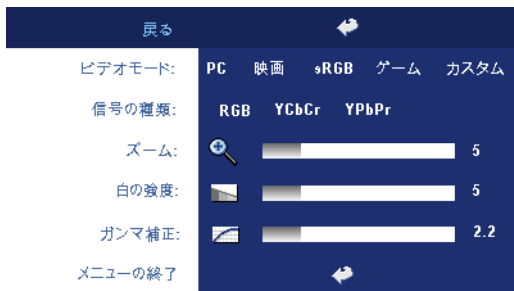 戻る
ビデオモード: PC 映画 sRGB ゲーム カスタム
信号の種類: RGB YCbCr YPbPr
ズーム: 5
白の強度: 5
ガンマ補正: 2.2
メニューの終了